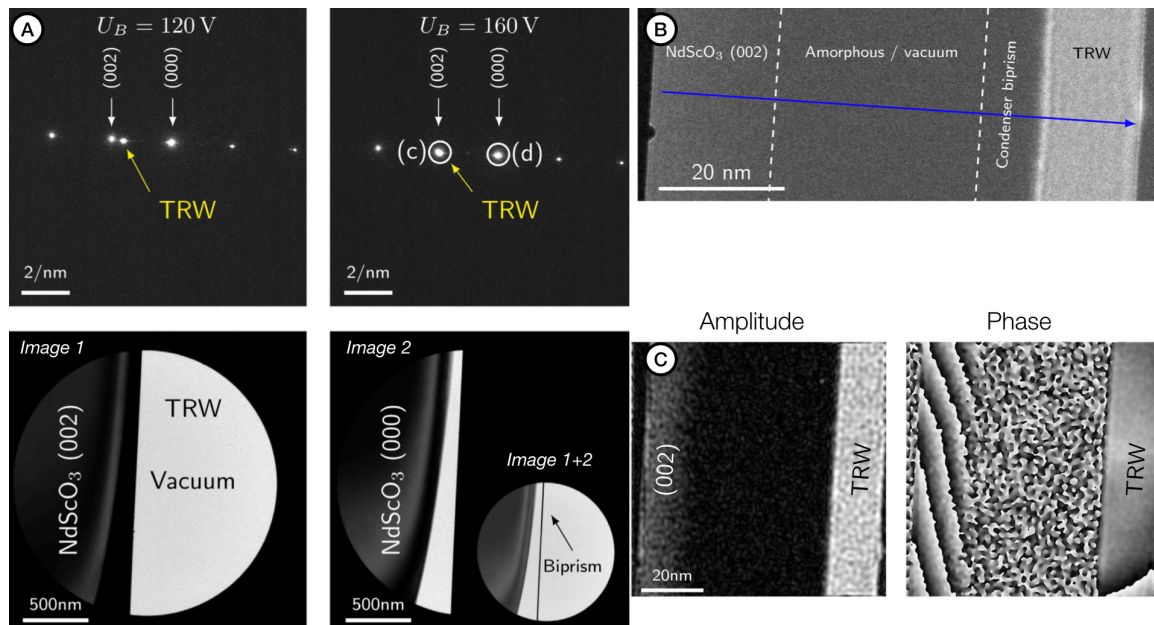 A
U_B = 120 V
(002)
(000)
TRW
2/nm
U_B = 160 V
(002)
(000)
(c)
(d)
TRW
2/nm
B
NdScO₃ (002)
Amorphous / vacuum
Condenser biprism
TRW
20 nm
Image 1
NdScO₃ (002)
TRW
Vacuum
500nm
Image 2
NdScO₃ (000)
Image 1+2
Biprism
500nm
Amplitude
Phase
C
(002)
TRW
20nm
TRW